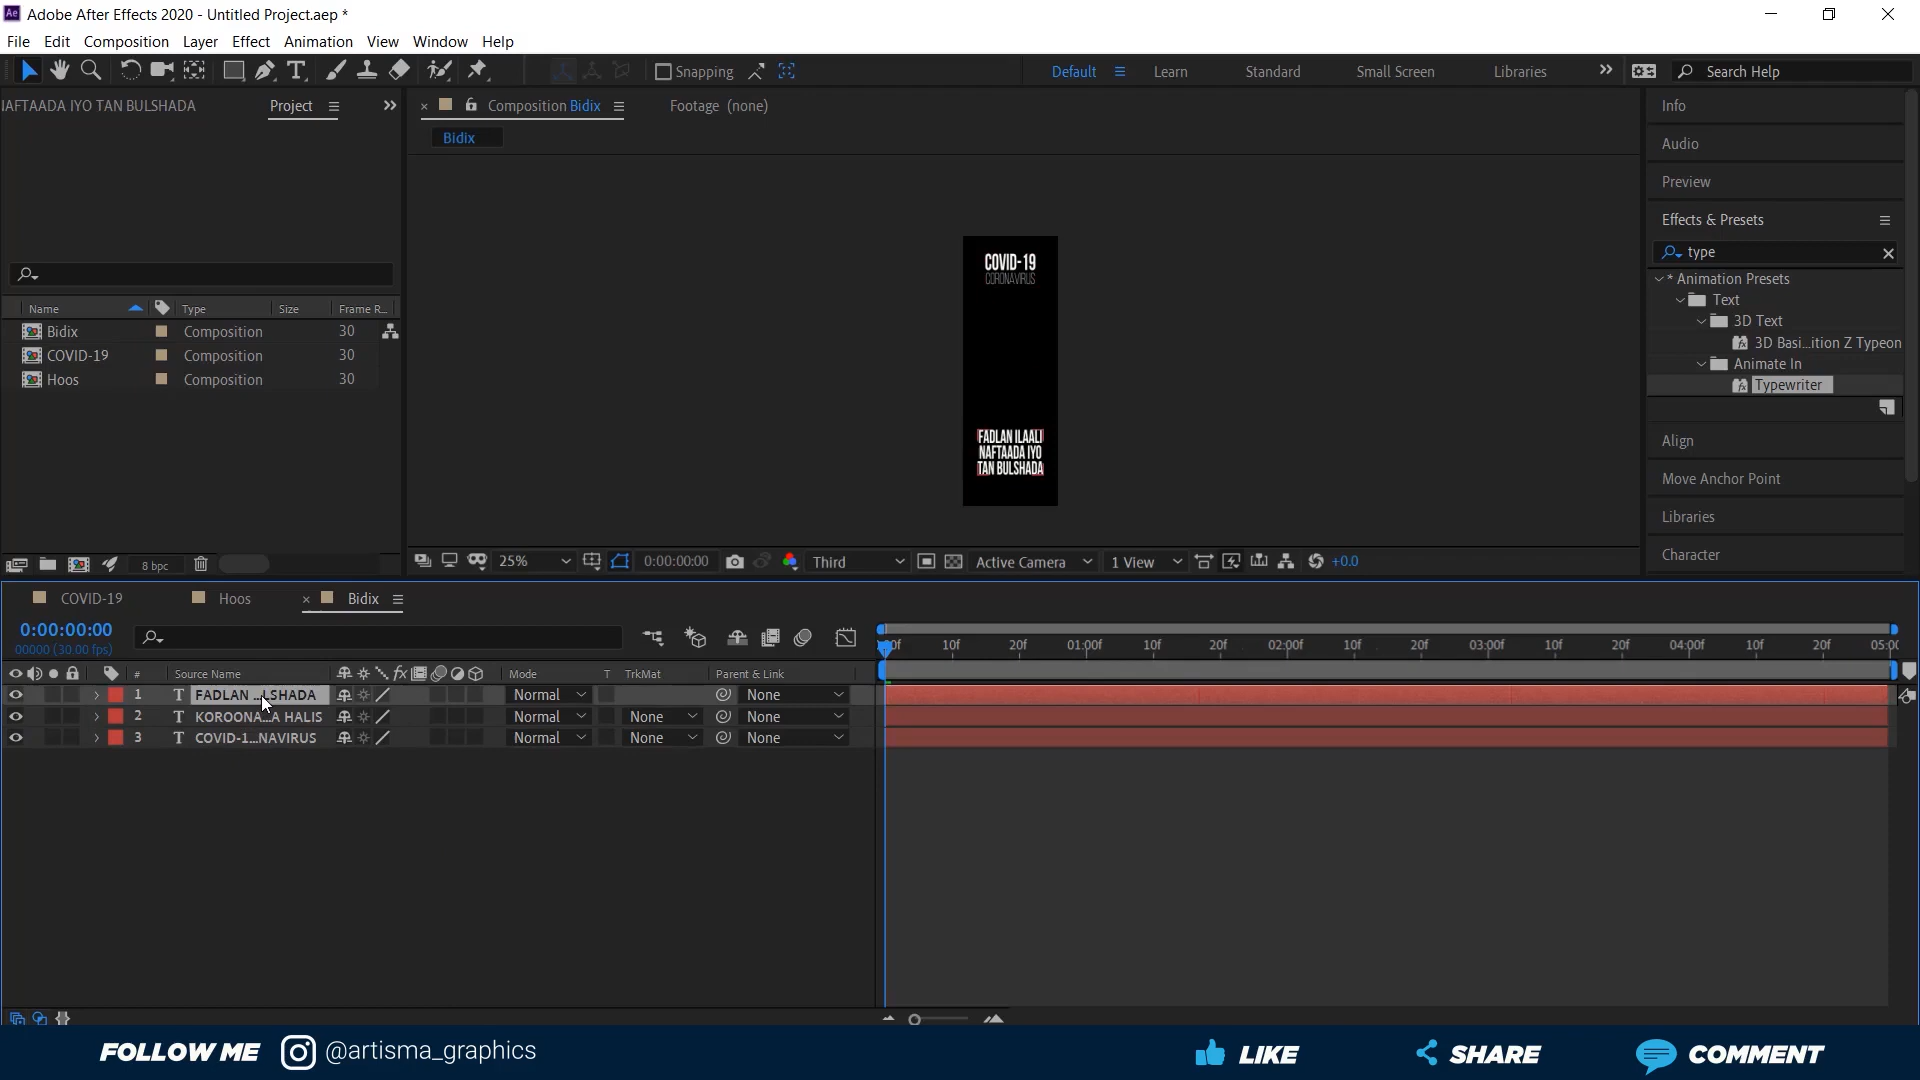 Adobe After Effects 2020 - Untitled Project.aep *
File Edit Composition Layer Effect Animation View Window Help
Snapping
Default Learn Standard Small Screen Libraries Search Help
NAFTAADA IYO TAN BULSHADA Project
Composition Bidix Footage (none)
Bidix
Name Type Size Frame R...
Bidix Composition 30
COVID-19 Composition 30
Hoos Composition 30
8 bpc
COVID-19
CORONAVIRUS
FADLAN ILAALI
NAFTAADA IYO
TAN BULSHADA
25% 0:00:00:00 Third Active Camera 1 View +0.0
Info
Audio
Preview
Effects & Presets
type
* Animation Presets
Text
3D Text
3D Basi...ition Z Typeon
Animate In
Typewriter
Align
Move Anchor Point
Libraries
Character
COVID-19 Hoos Bidix
0:00:00:00
00000 (30.00 fps)
10f 20f 01:00f 10f 20f 02:00f 10f 20f 03:00f 10f 20f 04:00f 10f 20f 05:00
# Source Name Mode T TrkMat Parent & Link
1 T FADLAN ...LSHADA Normal None
2 T KOROONA...A HALIS Normal None None
3 T COVID-1...NAVIRUS Normal None None
FOLLOW ME @artisma_graphics LIKE SHARE COMMENT